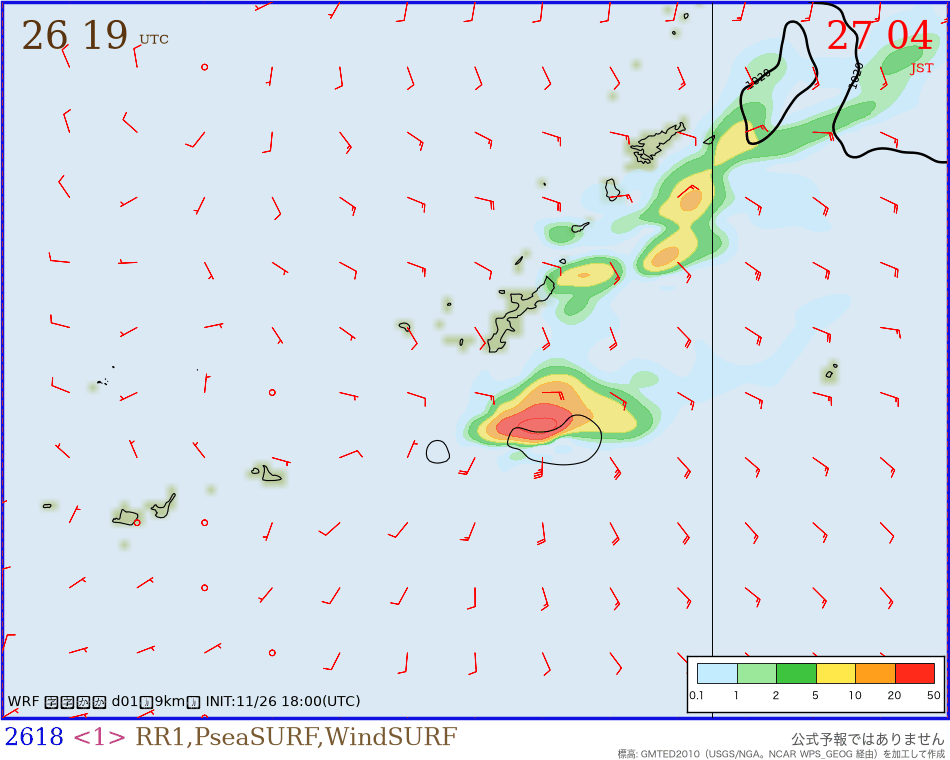 26 19 UTC
27 04
JST
1020
1020
WRF d01 9km INIT:11/26 18:00(UTC)
0.1 1 2 5 10 20 50
2618 <1> RR1,PseaSURF,WindSURF
公式予報ではありません
標高: GMTED2010（USGS/NGA。NCAR WPS_GEOG 経由）を加工して作成